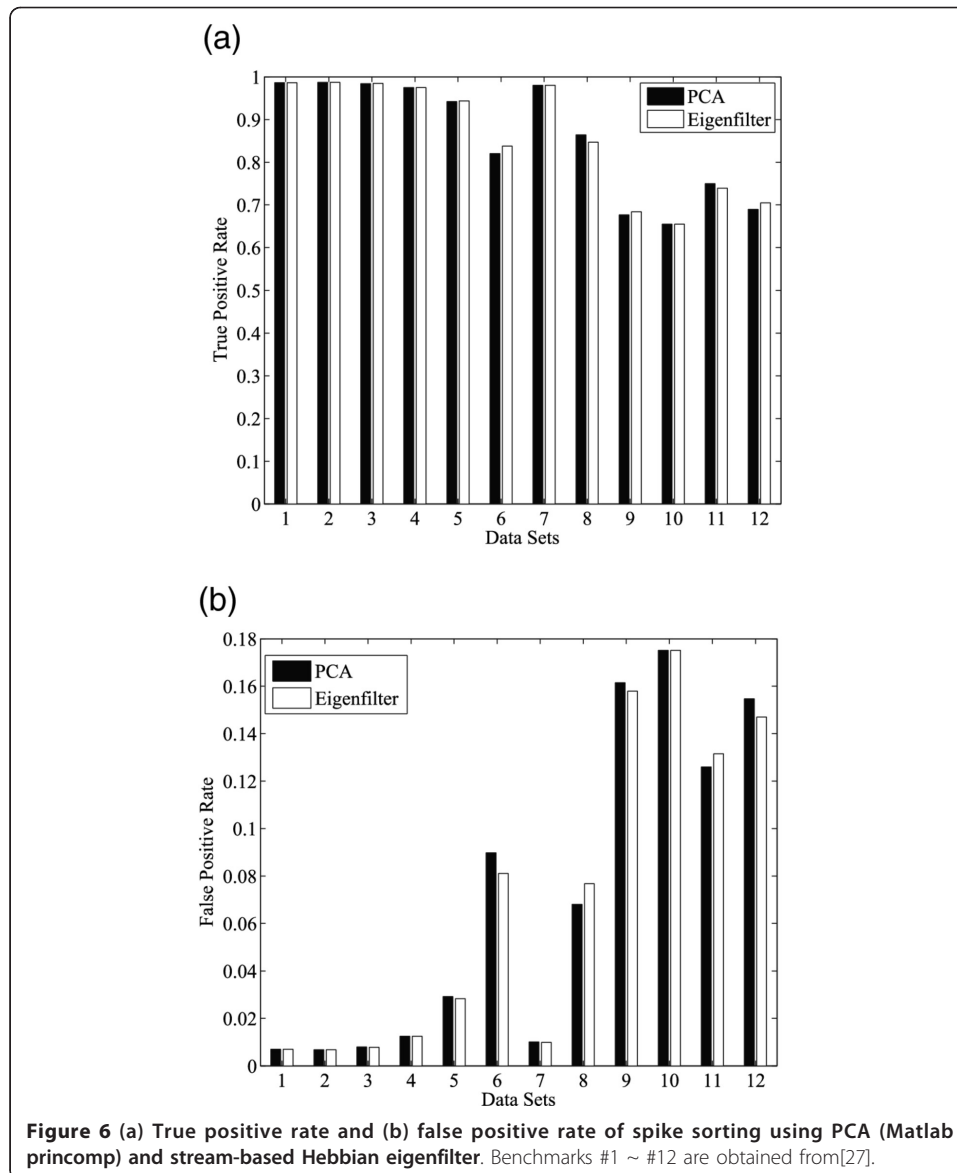 (a)
1
0.9
0.8
0.7
0.6
0.5
0.4
0.3
0.2
0.1
0
True Positive Rate
PCA
Eigenfilter
1 2 3 4 5 6 7 8 9 10 11 12
Data Sets
(b)
0.18
0.16
0.14
0.12
0.1
0.08
0.06
0.04
0.02
0
False Positive Rate
PCA
Eigenfilter
1 2 3 4 5 6 7 8 9 10 11 12
Data Sets
Figure 6 (a) True positive rate and (b) false positive rate of spike sorting using PCA (Matlab
princomp) and stream-based Hebbian eigenfilter. Benchmarks #1 ~ #12 are obtained from[27].